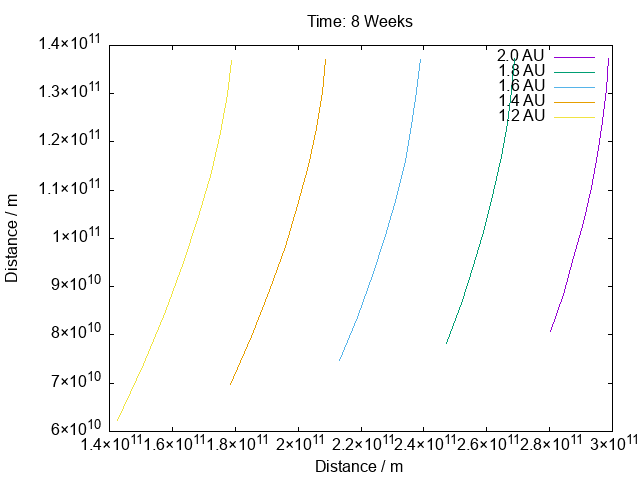 Time: 8 Weeks
1.4×10¹¹
1.3×10¹¹
1.2×10¹¹
1.1×10¹¹
1×10¹¹
9×10¹⁰
8×10¹⁰
7×10¹⁰
6×10¹⁰
Distance / m
2.0 AU
1.8 AU
1.6 AU
1.4 AU
1.2 AU
1.4×10¹¹ 1.6×10¹¹ 1.8×10¹¹ 2×10¹¹ 2.2×10¹¹ 2.4×10¹¹ 2.6×10¹¹ 2.8×10¹¹ 3×10¹¹
Distance / m